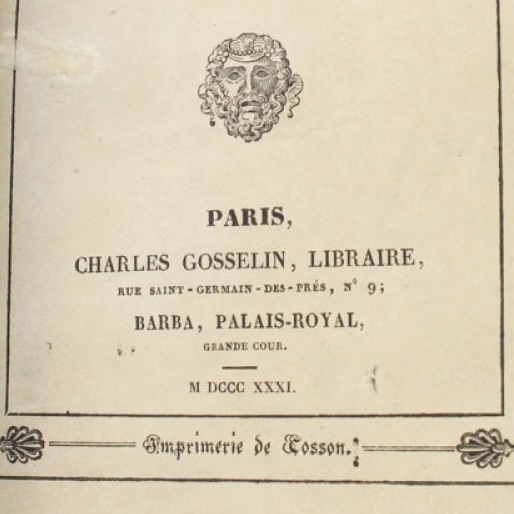 PARIS,
CHARLES GOSSELIN, LIBRAIRE,
RUE SAINT-GERMAIN-DES-PRÉS, N° 9;
BARBA, PALAIS-ROYAL,
GRANDE COUR.
M DCCC XXXI.
Imprimerie de Cosson.